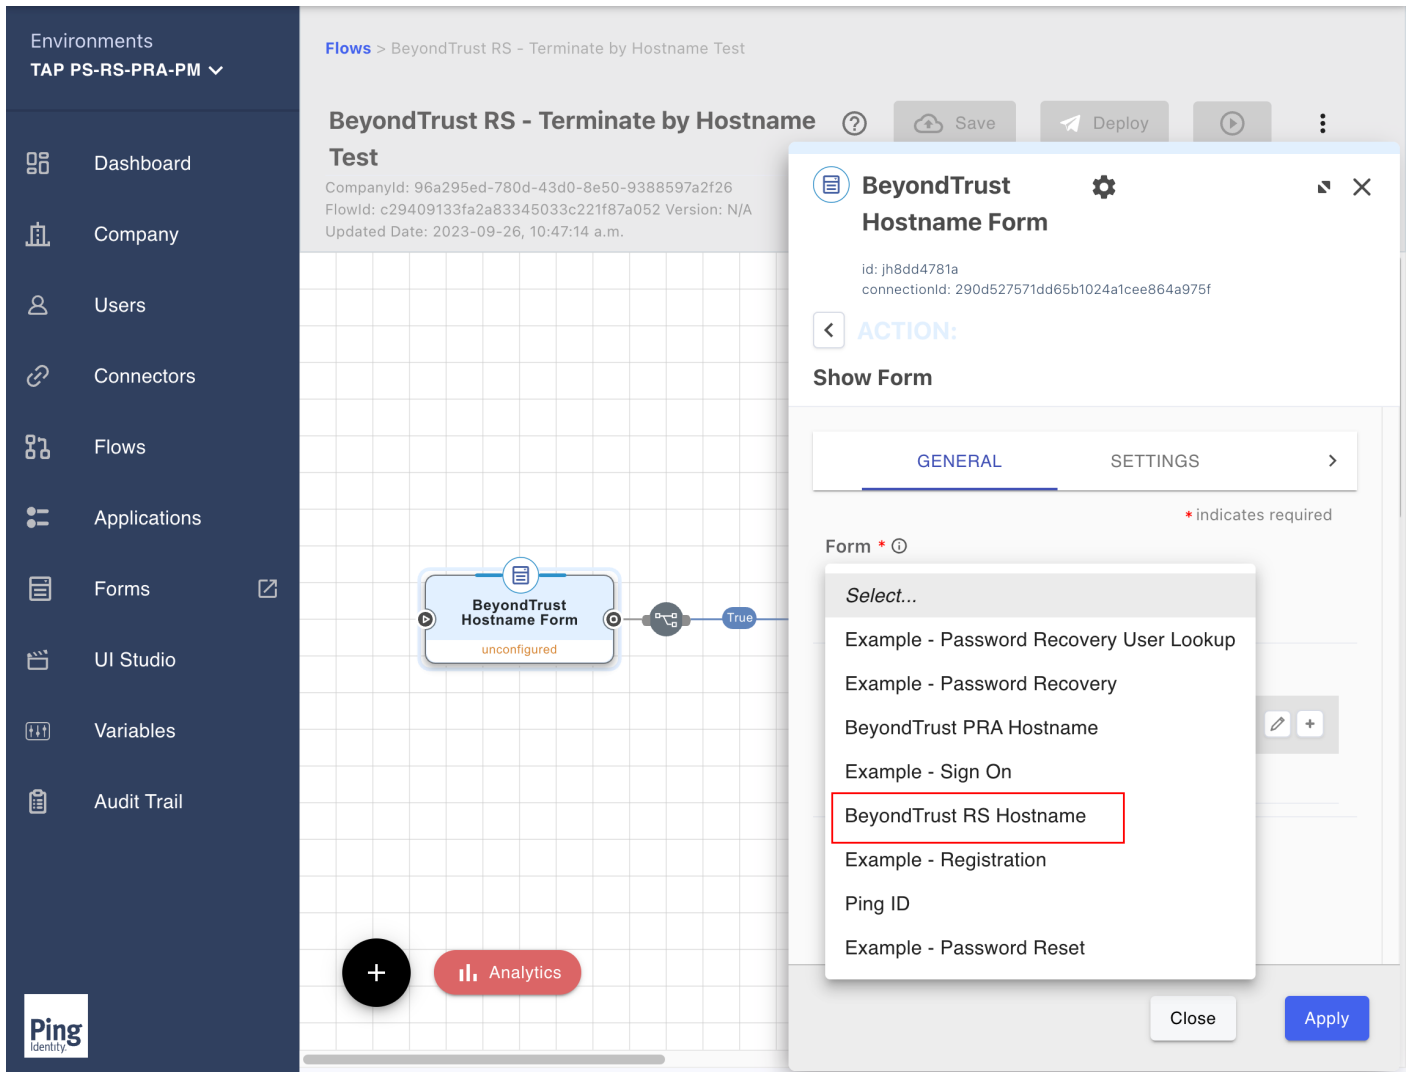 Environments
TAP PS-RS-PRA-PM
Dashboard
Company
Users
Connectors
Flows
Applications
Forms
UI Studio
Variables
Audit Trail
Ping
Identity.
Flows > BeyondTrust RS - Terminate by Hostname Test
BeyondTrust RS - Terminate by Hostname
Test
CompanyId: 96a295ed-780d-43d0-8e50-9388597a2f26
FlowId: c29409133fa2a83345033c221f87a052 Version: N/A
Updated Date: 2023-09-26, 10:47:14 a.m.
Save
Deploy
BeyondTrust
Hostname Form
unconfigured
True
Analytics
BeyondTrust
Hostname Form
id: jh8dd4781a
connectionId: 290d527571dd65b1024a1cee864a975f
ACTION:
Show Form
GENERAL
SETTINGS
* indicates required
Form *
Select...
Example - Password Recovery User Lookup
Example - Password Recovery
BeyondTrust PRA Hostname
Example - Sign On
BeyondTrust RS Hostname
Example - Registration
Ping ID
Example - Password Reset
Close
Apply